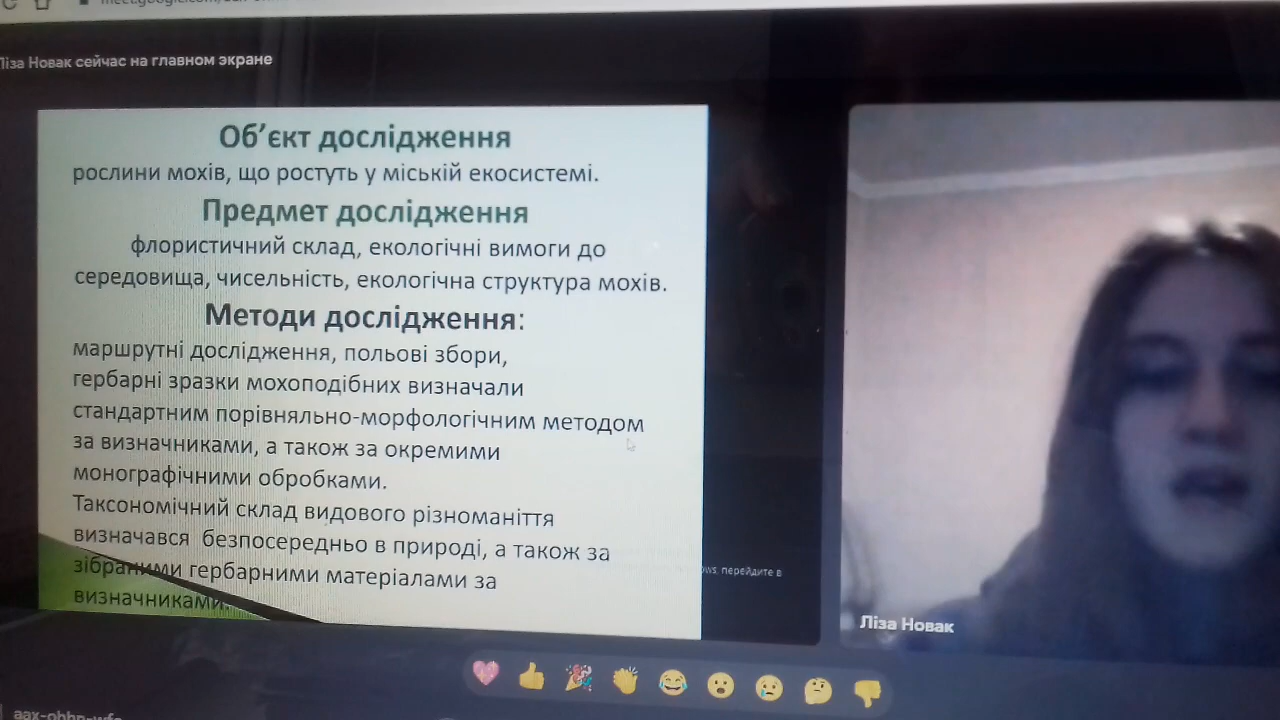 Ліза Новак сейчас на главном экране
Об’єкт дослідження
рослини мохів, що ростуть у міській екосистемі.
Предмет дослідження
флористичний склад, екологічні вимоги до
середовища, чисельність, екологічна структура мохів.
Методи дослідження:
маршрутні дослідження, польові збори,
гербарні зразки мохоподібних визначали
стандартним порівняльно-морфологічним методом
за визначниками, а також за окремими
монографічними обробками.
Таксономічний склад видового різноманіття
визначався безпосередньо в природі, а також за
зібраними гербарними матеріалами за
визначниками.
перейдите в
Ліза Новак